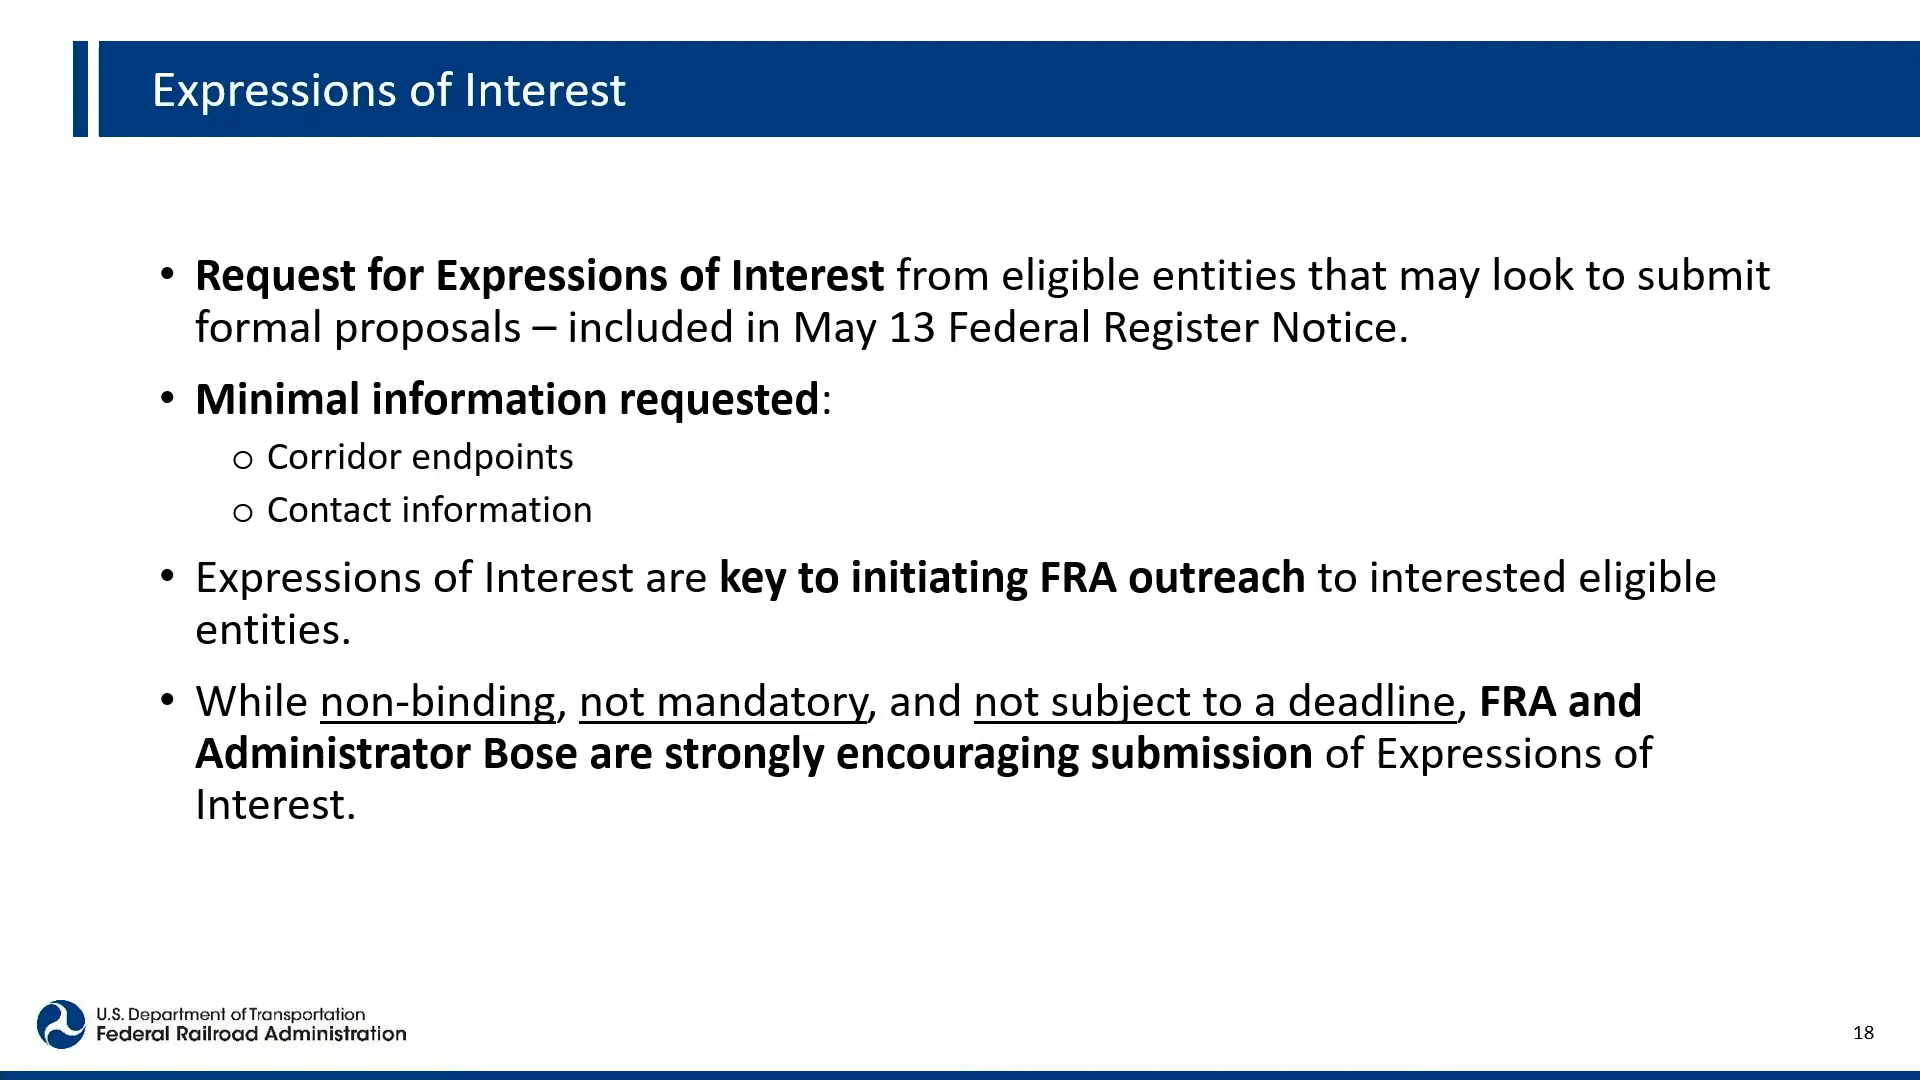 Expressions of Interest
• Request for Expressions of Interest from eligible entities that may look to submit
formal proposals – included in May 13 Federal Register Notice.
• Minimal information requested:
o Corridor endpoints
o Contact information
• Expressions of Interest are key to initiating FRA outreach to interested eligible
entities.
• While non-binding, not mandatory, and not subject to a deadline, FRA and
Administrator Bose are strongly encouraging submission of Expressions of
Interest.
U.S. Department of Transportation
Federal Railroad Administration
18